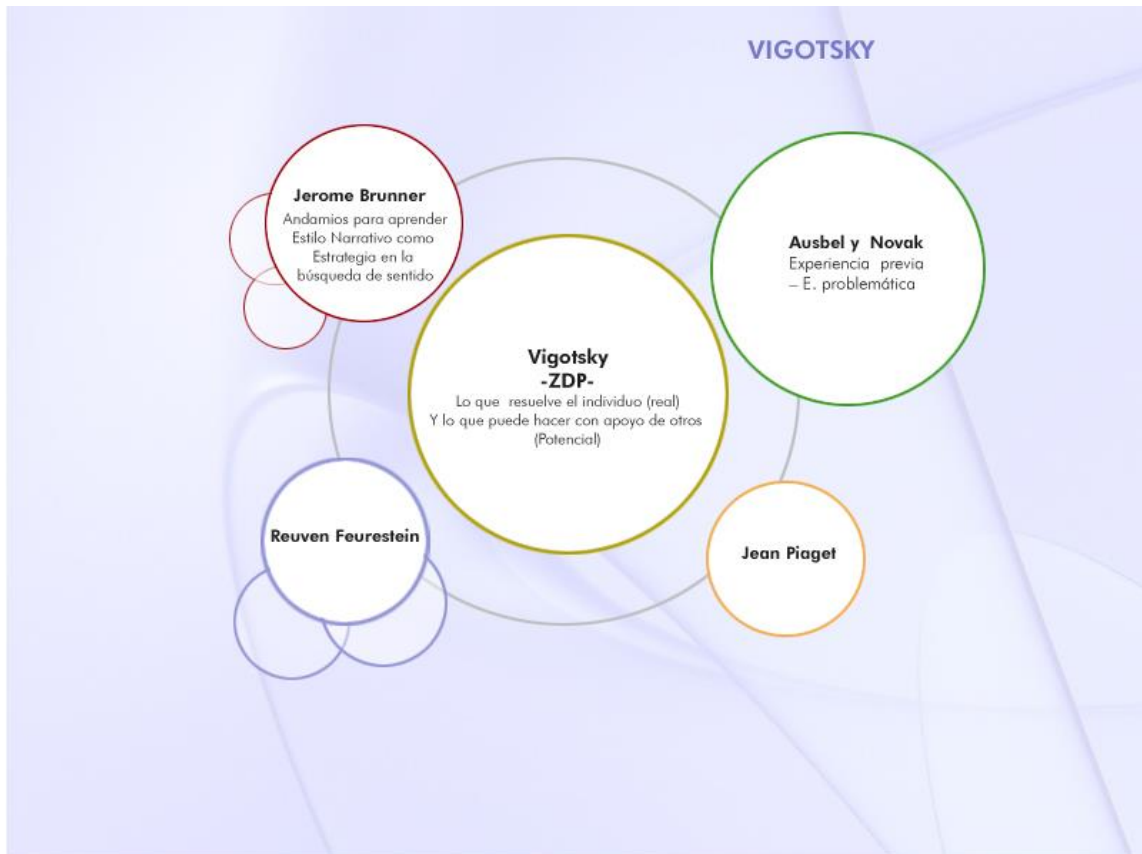 VIGOTSKY
Jerome Brunner
Andamios para aprender
Estilo Narrativo como
Estrategia en la
búsqueda de sentido
Ausbel y Novak
Experiencia previa
– E. problemática
Vigotsky
-ZDP-
Lo que resuelve el individuo (real)
Y lo que puede hacer con apoyo de otros
(Potencial)
Reuven Feurestein
Jean Piaget